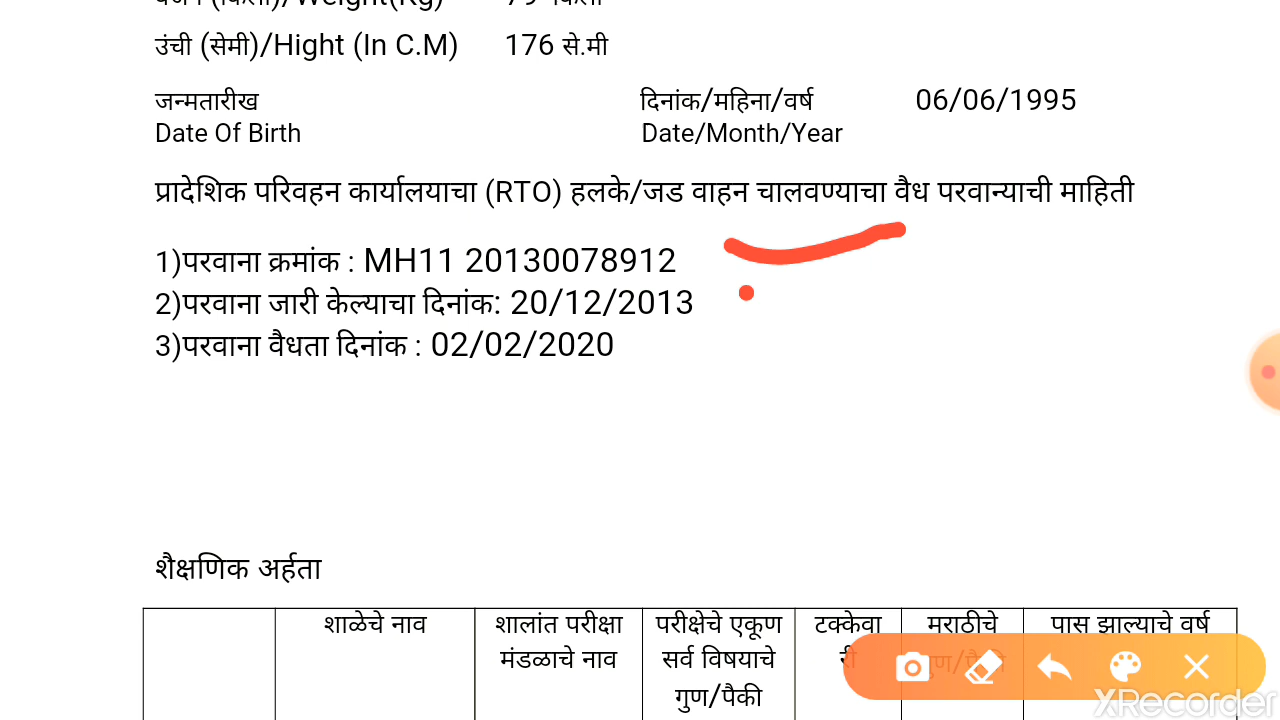 79
उंची (सेमी)/Hight (In C.M) 176 से.मी
जन्मतारीख दिनांक/महिना/वर्ष 06/06/1995
Date Of Birth Date/Month/Year
प्रादेशिक परिवहन कार्यालयाचा (RTO) हलके/जड वाहन चालवण्याचा वैध परवान्याची माहिती
1)परवाना क्रमांक : MH11 20130078912
2)परवाना जारी केल्याचा दिनांक: 20/12/2013
3)परवाना वैधता दिनांक : 02/02/2020
शैक्षणिक अर्हता
शाळेचे नाव
शालांत परीक्षा
मंडळाचे नाव
परीक्षेचे एकूण
सर्व विषयाचे
गुण/पैकी
टक्केवा
री
मराठीचे
गुण/पैकी
पास झाल्याचे वर्ष
XRecorder